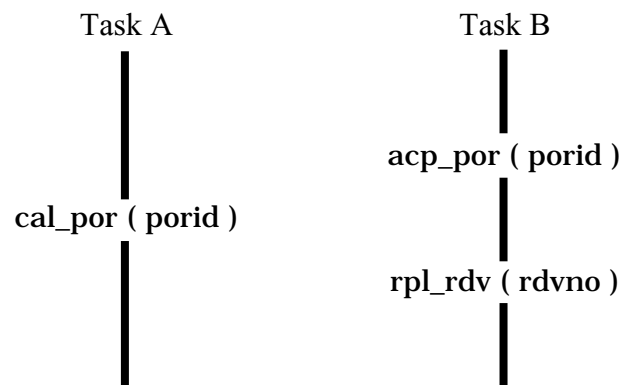 Task A
Task B
acp_por ( porid )
cal_por ( porid )
rpl_rdv ( rdvno )